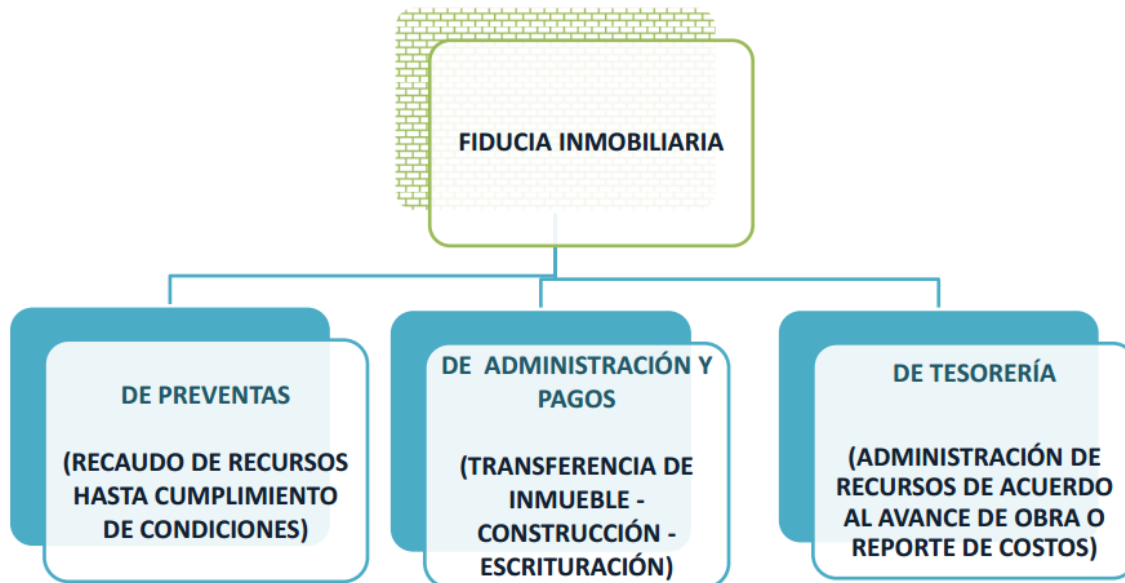 FIDUCIA INMOBILIARIA
DE PREVENTAS
(RECAUDO DE RECURSOS
HASTA CUMPLIMIENTO
DE CONDICIONES)
DE ADMINISTRACIÓN Y
PAGOS
(TRANSFERENCIA DE
INMUEBLE -
CONSTRUCCIÓN -
ESCRITURACIÓN)
DE TESORERÍA
(ADMINISTRACIÓN DE
RECURSOS DE ACUERDO
AL AVANCE DE OBRA O
REPORTE DE COSTOS)